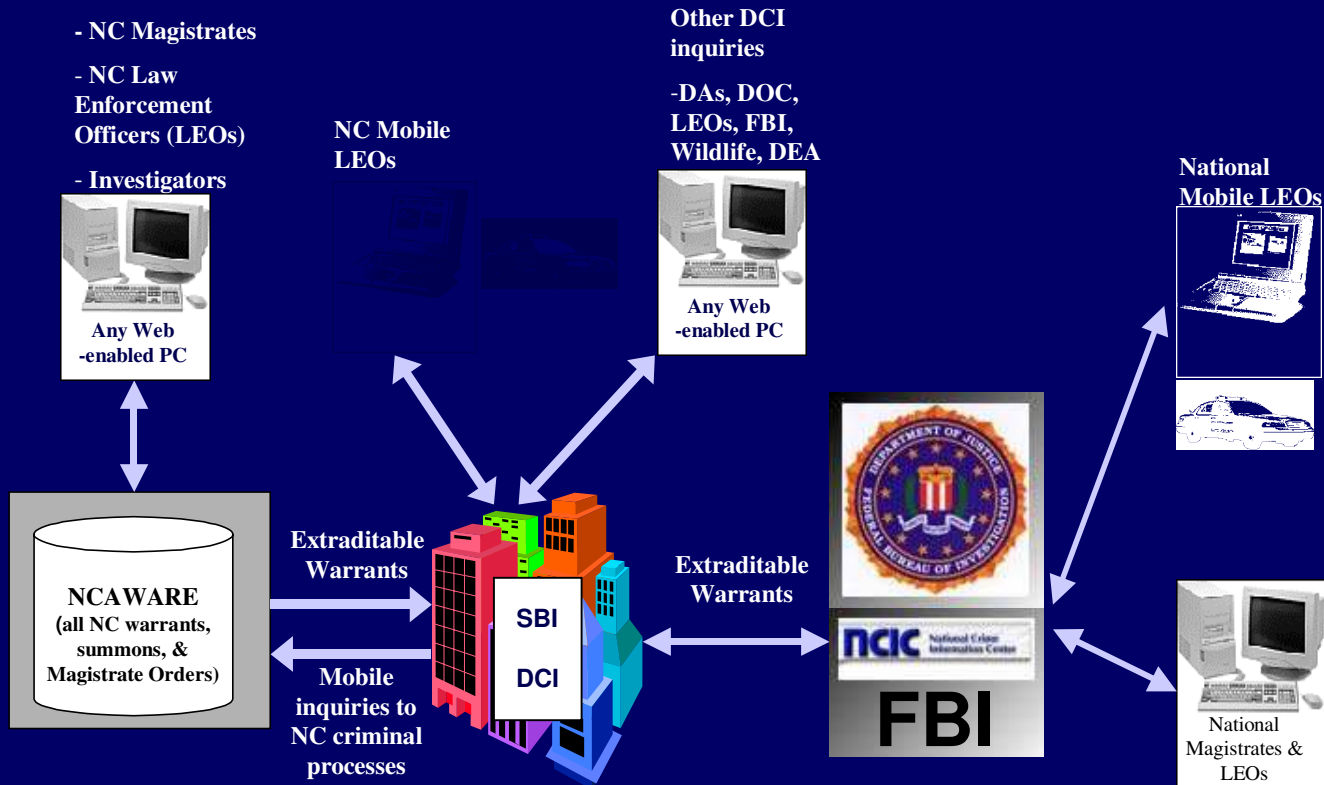 - NC Magistrates
- NC Law
Enforcement
Officers (LEOs)
- Investigators
Any Web
-enabled PC
NC Mobile
LEOs
Other DCI
inquiries
-DAs, DOC,
LEOs, FBI,
Wildlife, DEA
Any Web
-enabled PC
National
Mobile LEOs
NCAWARE
(all NC warrants,
summons, &
Magistrate Orders)
Extraditable
Warrants
Mobile
inquiries to
NC criminal
processes
SBI
DCI
Extraditable
Warrants
DEPARTMENT OF JUSTICE
FEDERAL BUREAU OF INVESTIGATION
NCIC National Crime
Information Center
FBI
National
Magistrates &
LEOs